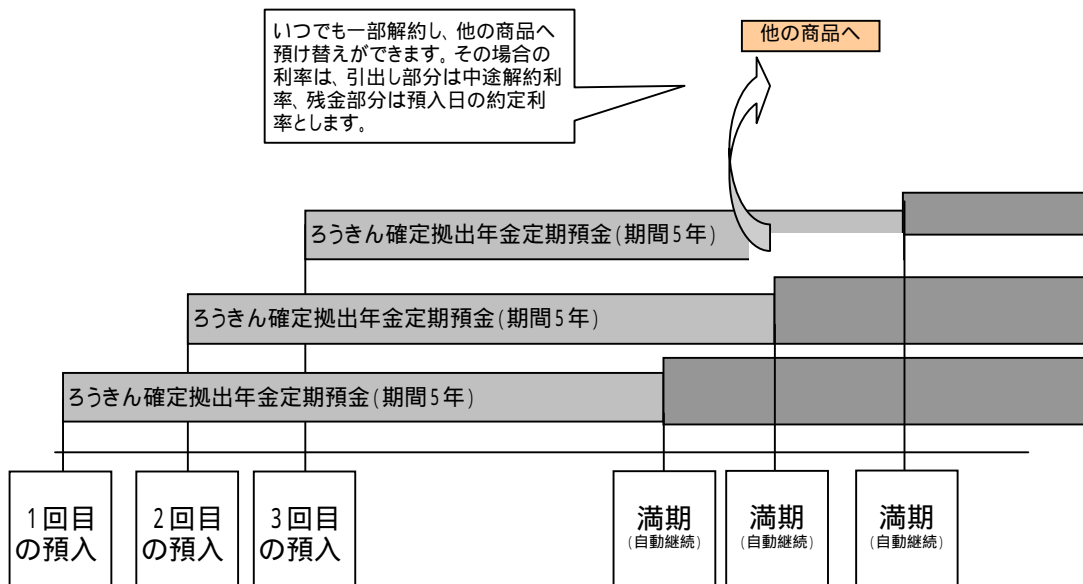 いつでも一部解約し、他の商品へ
預け替えができます。その場合の
利率は、引出し部分は中途解約利
率、残金部分は預入日の約定利
率とします。
他の商品へ
ろうきん確定拠出年金定期預金(期間5年)
ろうきん確定拠出年金定期預金(期間5年)
ろうきん確定拠出年金定期預金(期間5年)
1回目
の預入
2回目
の預入
3回目
の預入
満期
(自動継続)
満期
(自動継続)
満期
(自動継続)